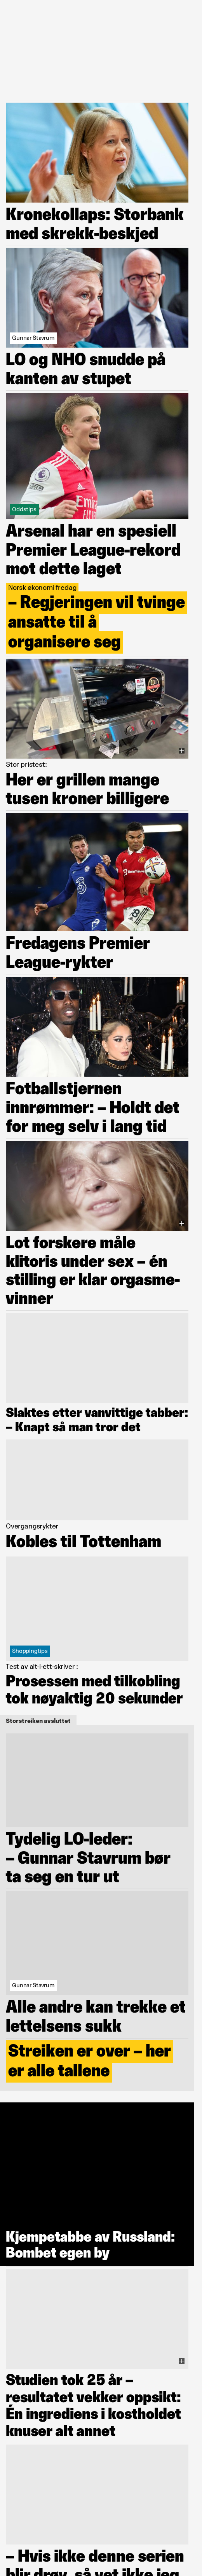 Kronekollaps: Storbank
med skrekk-beskjed
Gunnar Stavrum
LO og NHO snudde på
kanten av stupet
Oddstips
Arsenal har en spesiell
Premier League-rekord
mot dette laget
Norsk økonomi fredag
– Regjeringen vil tvinge
ansatte til å
organisere seg
Stor pristest:
Her er grillen mange
tusen kroner billigere
Fredagens Premier
League-rykter
Fotballstjernen
innrømmer: – Holdt det
for meg selv i lang tid
Lot forskere måle
klitoris under sex – én
stilling er klar orgasme-
vinner
Slaktes etter vanvittige tabber:
– Knapt så man tror det
Overgangsrykter
Kobles til Tottenham
Shoppingtips
Test av alt-i-ett-skriver :
Prosessen med tilkobling
tok nøyaktig 20 sekunder
Storstreiken avsluttet
Tydelig LO-leder:
– Gunnar Stavrum bør
ta seg en tur ut
Gunnar Stavrum
Alle andre kan trekke et
lettelsens sukk
Streiken er over – her
er alle tallene
Kjempetabbe av Russland:
Bombet egen by
Studien tok 25 år –
resultatet vekker oppsikt:
Én ingrediens i kostholdet
knuser alt annet
– Hvis ikke denne serien
blir drøy, så vet ikke jeg